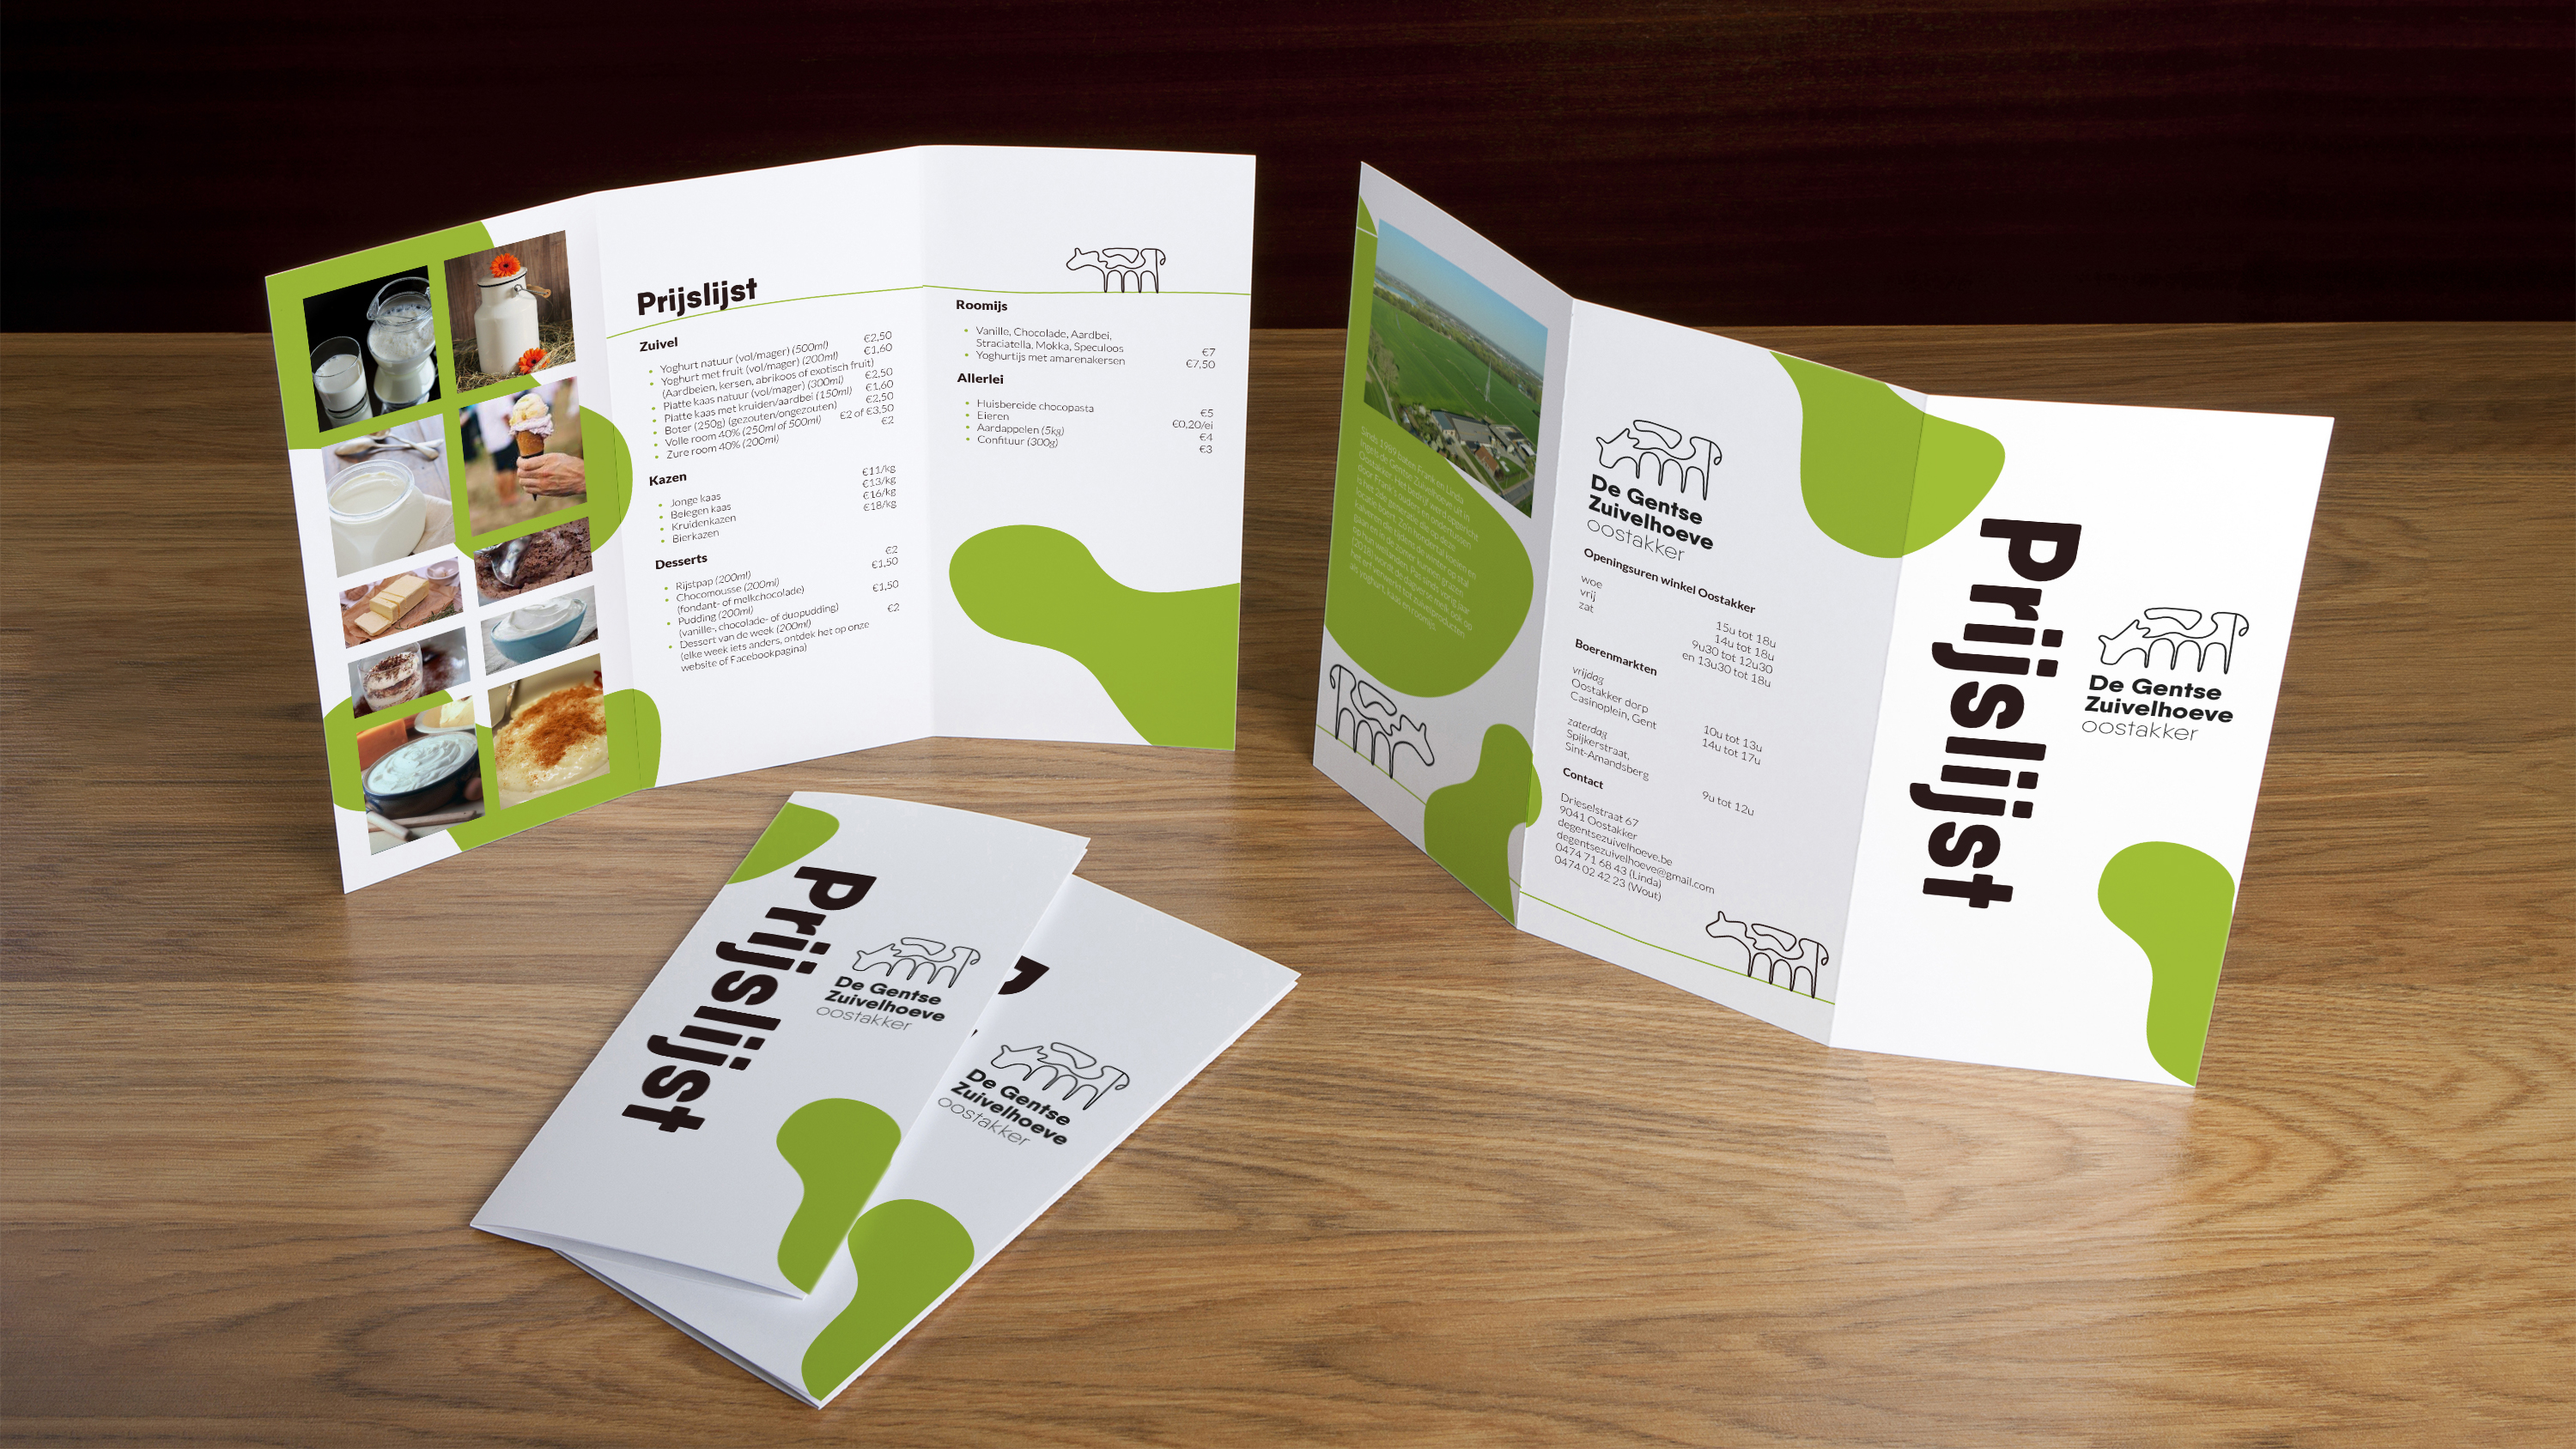 Prijslijst
Zuivel
Yoghurt natuur (vol/mager) (500ml) €2,50
Yoghurt met fruit (vol/mager) (200ml) €1,60
(Aardbeien, kersen, abrikoos of exotisch fruit)
Platte kaas natuur (vol/mager) (300ml) €2,50
Platte kaas met kruiden/aardbei (150ml) €1,60
Boter (250g) (gezouten/ongezouten) €2,50
Volle room 40% (250ml of 500ml) €2 of €3,50
Zure room 40% (200ml) €2
Kazen
Jonge kaas €11/kg
Belegen kaas €13/kg
Kruidenkazen €16/kg
Bierkazen €18/kg
Desserts
Rijstpap (200ml) €2
Chocomousse (200ml) €1,50
(fondant- of melkchocolade)
Pudding (200ml) €1,50
(vanille-, chocolade- of duopudding)
Dessert van de week (200ml) €2
(elke week iets anders, ontdek het op onze
website of Facebookpagina)
Roomijs
Vanille, Chocolade, Aardbei,
Straciatella, Mokka, Speculoos €7
Yoghurtijs met amarenakersen €7,50
Allerlei
Huisbereide chocopasta €5
Eieren €0,20/ei
Aardappelen (5kg) €4
Confituur (300g) €3
Sinds 1989 baten Frank en Linda
De Gentse
Zuivelhoeve
oostakker
Openingsuren winkel Oostakker
woe 15u tot 18u
vrij 14u tot 18u
zat 9u30 tot 12u30
en 13u30 tot 18u
Boerenmarkten
vrijdag
Oostakker dorp 10u tot 13u
Casinoplein, Gent 14u tot 17u
zaterdag
Spijkerstraat,
Sint-Amandsberg 9u tot 12u
Contact
Drieselstraat 67
9041 Oostakker
degentsezuivelhoeve.be
degentsezuivelhoeve@gmail.com
0474 71 68 43 (Linda)
0474 02 42 23 (Wout)
Prijslijst
De Gentse
Zuivelhoeve
oostakker
Prijslijst
De Gentse
Zuivelhoeve
oostakker
De Gentse
Zuivelhoeve
oostakker